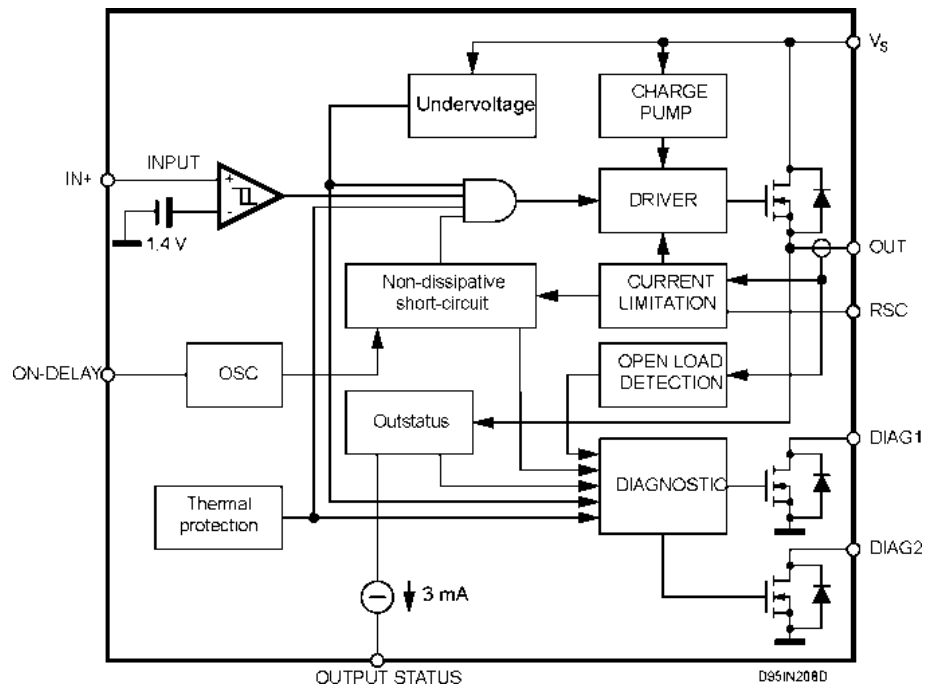 VS
Undervoltage
CHARGE
PUMP
INPUT
IN+
+
-
1.4 V
DRIVER
OUT
Non-dissipative
short-circuit
CURRENT
LIMITATION
RSC
ON-DELAY
OSC
OPEN LOAD
DETECTION
Outstatus
DIAG1
DIAGNOSTIC
Thermal
protection
DIAG2
3 mA
OUTPUT STATUS
D95IN208D